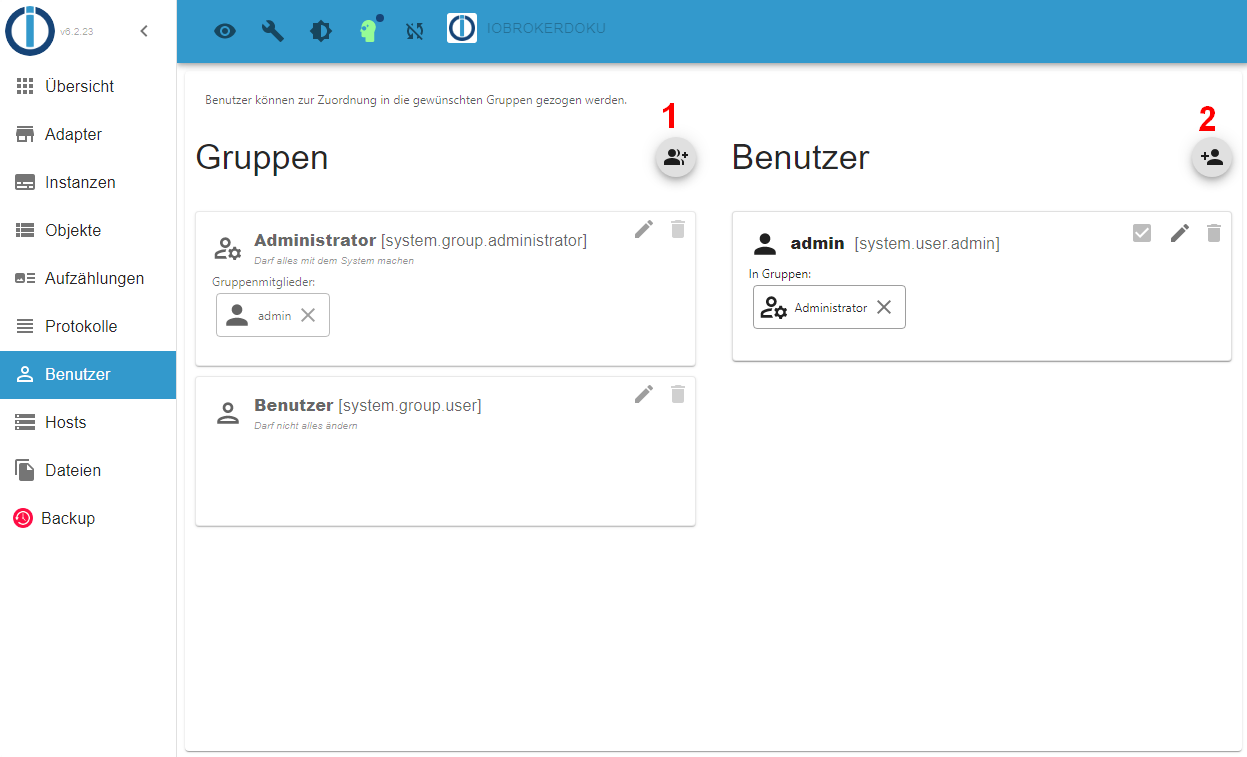 v6.2.23
IOBROKERDOKU
Übersicht
Adapter
Instanzen
Objekte
Aufzählungen
Protokolle
Benutzer
Hosts
Dateien
Backup
Benutzer können zur Zuordnung in die gewünschten Gruppen gezogen werden.
1
Gruppen
Administrator [system.group.administrator]
Darf alles mit dem System machen
Gruppenmitglieder:
admin
Benutzer [system.group.user]
Darf nicht alles ändern
2
Benutzer
admin [system.user.admin]
In Gruppen:
Administrator